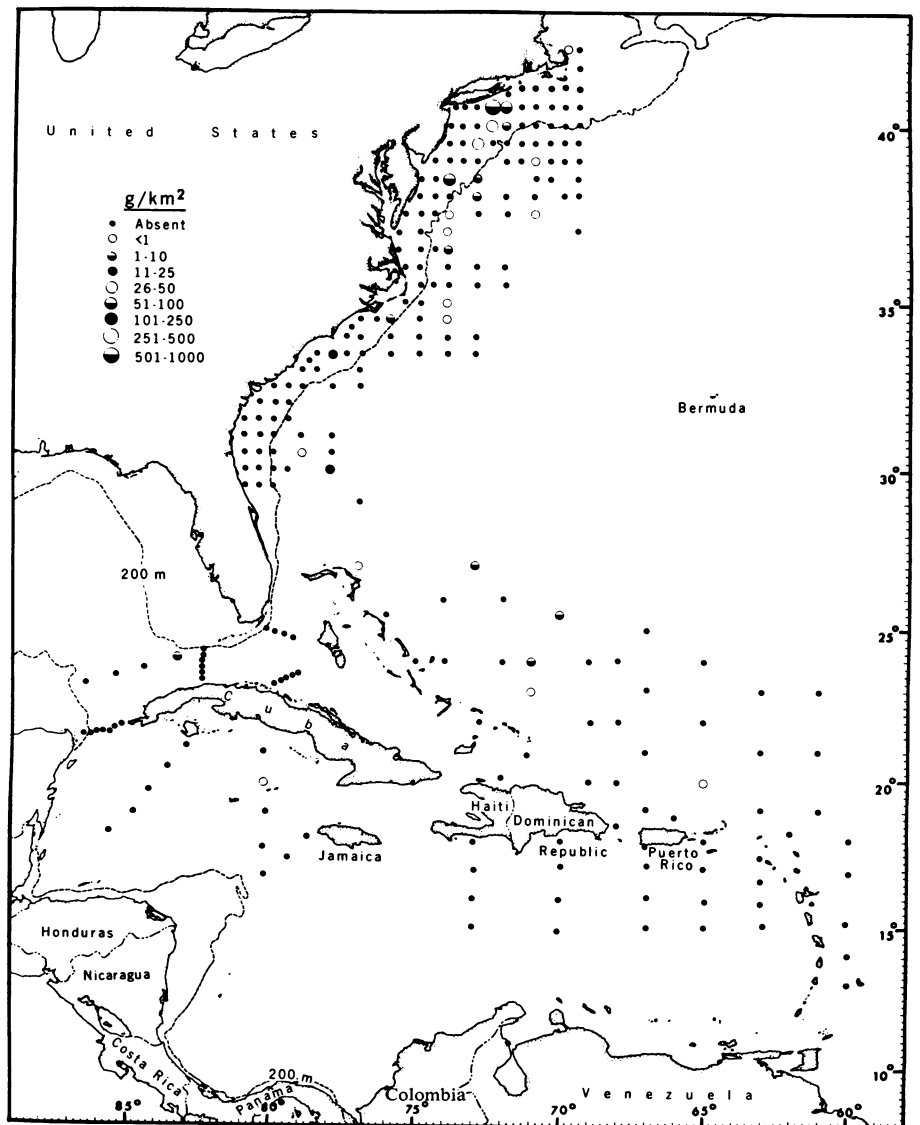 United States
g/km²
Absent
<1
1-10
11-25
26-50
51-100
101-250
251-500
501-1000
40°
35°
Bermuda
30°
200 m
25°
Cuba
20°
Haiti
Dominican
Republic
Jamaica
Puerto
Rico
Honduras
15°
Nicaragua
Costa Rica
200 m
Panama
Colombia
Venezuela
10°
85°
80°
75°
70°
65°
60°